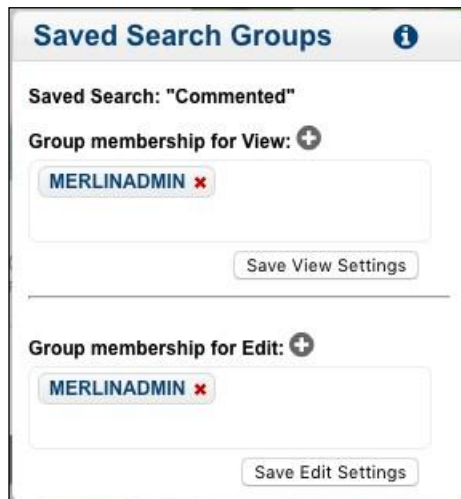 Saved Search Groups
Saved Search: "Commented"
Group membership for View:
MERLINADMIN
Save View Settings
Group membership for Edit:
MERLINADMIN
Save Edit Settings